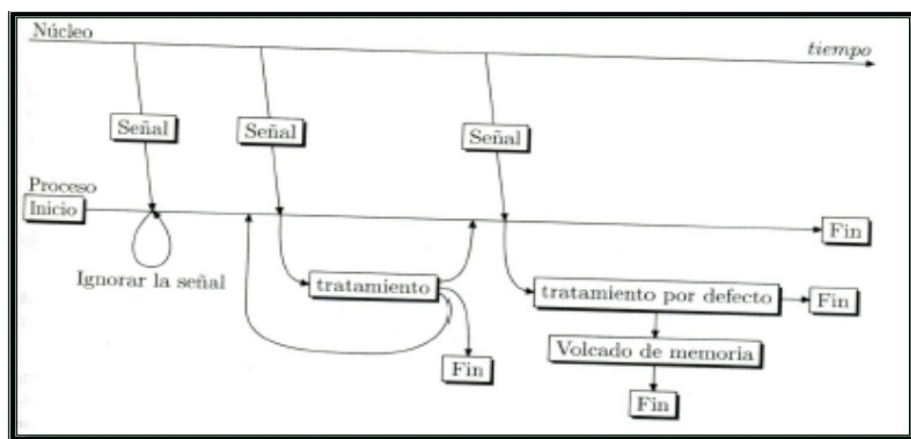 Núcleo
tiempo
Señal
Señal
Señal
Proceso
Inicio
Fin
Ignorar la señal
tratamiento
tratamiento por defecto
Fin
Volcado de memoria
Fin
Fin